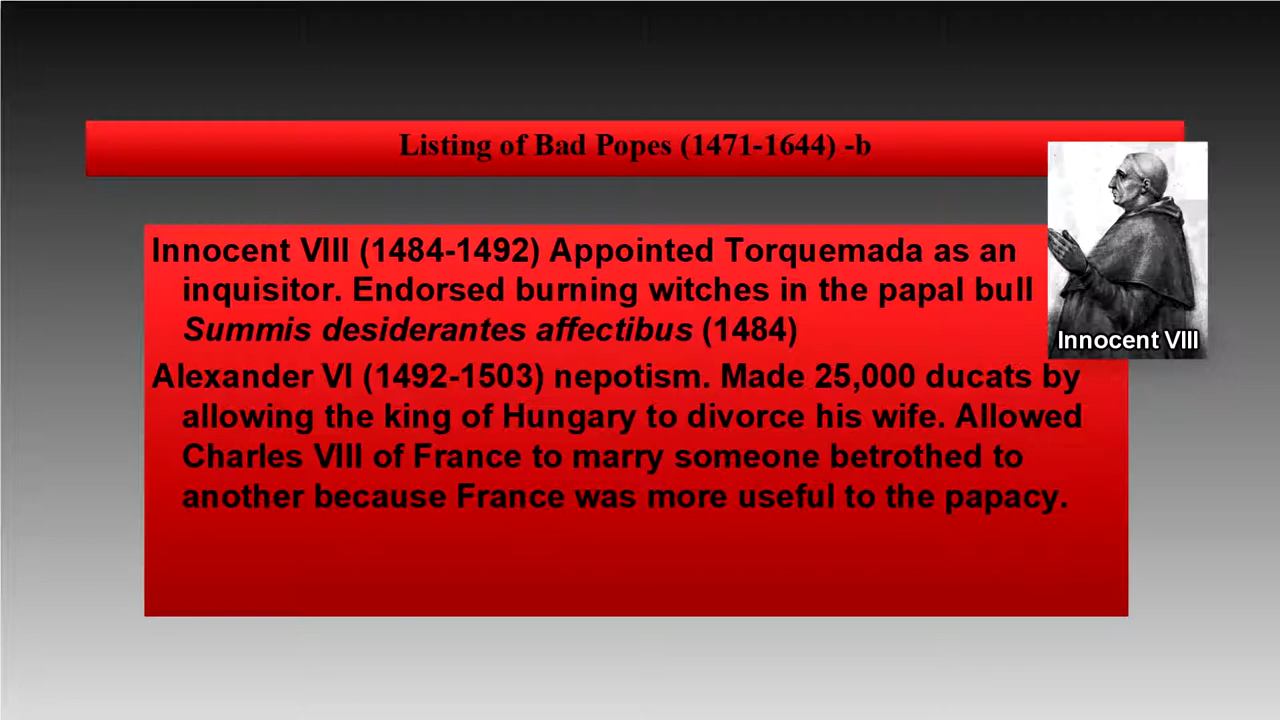 Listing of Bad Popes (1471-1644) -b
Innocent VIII (1484-1492) Appointed Torquemada as an
inquisitor. Endorsed burning witches in the papal bull
Summis desiderantes affectibus (1484)
Innocent VIII
Alexander VI (1492-1503) nepotism. Made 25,000 ducats by
allowing the king of Hungary to divorce his wife. Allowed
Charles VIII of France to marry someone betrothed to
another because France was more useful to the papacy.